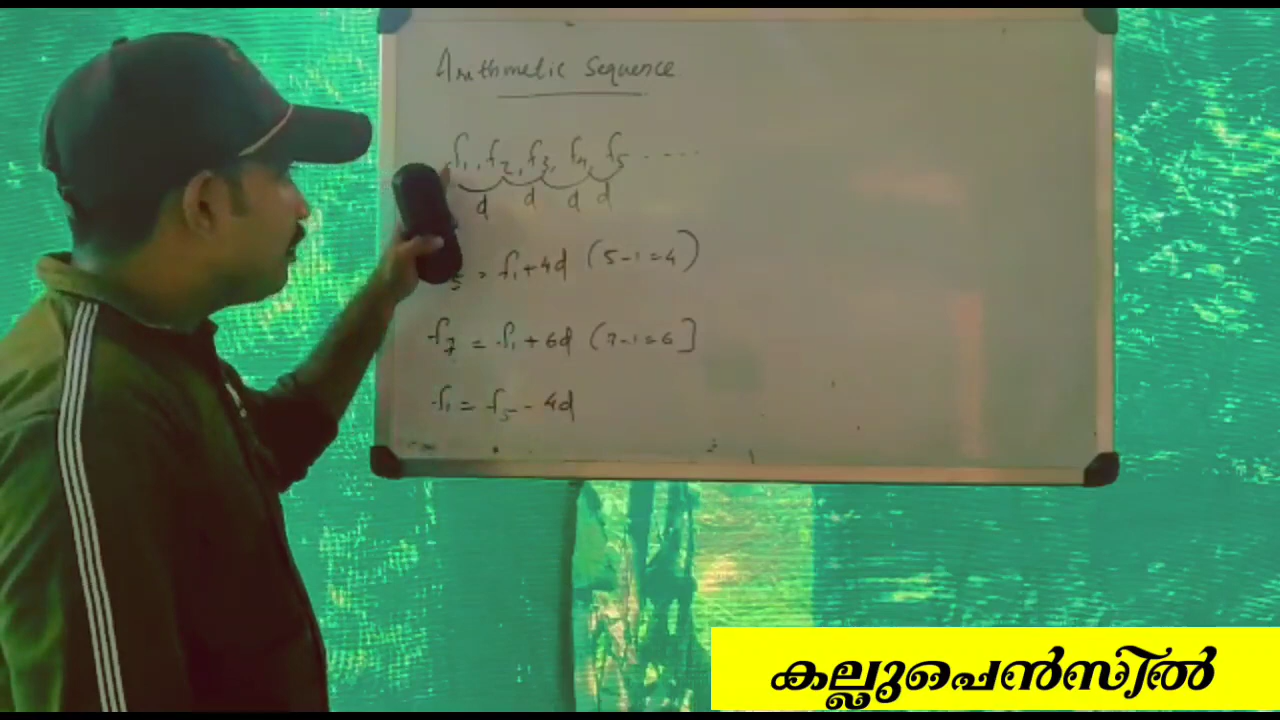 Arithmetic Sequence
f₁, f₂, f₃, f₄, f₅ ----
d d d d
₅ = f₁ + 4d (5-1=4)
f₇ = f₁ + 6d (7-1=6]
f₁ = f₅ - 4d
കല്ലുപെൻസിൽ